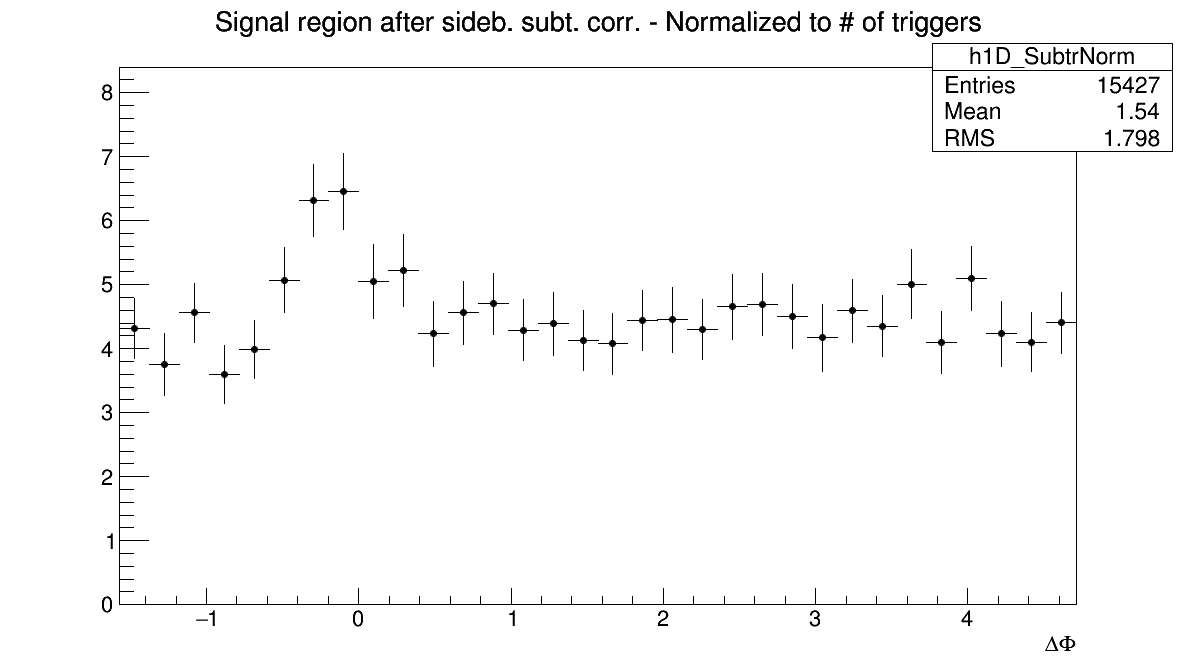 Signal region after sideb. subt. corr. - Normalized to # of triggers
h1D_SubtrNorm
Entries 15427
Mean 1.54
RMS 1.798
8
7
6
5
4
3
2
1
0
−1 0 1 2 3 4
ΔΦ